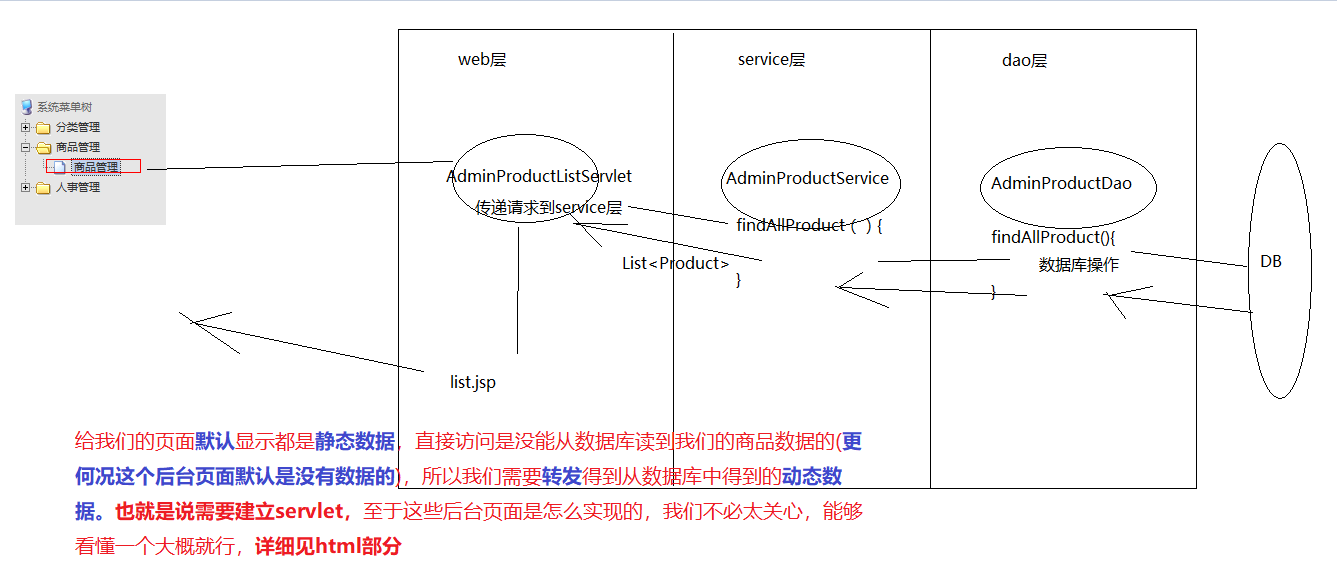 web层
service层
dao层
系统菜单树
分类管理
商品管理
商品管理
人事管理
AdminProductListServlet
传递请求到service层
AdminProductService
findAllProduct ( ) {
List<Product>
}
AdminProductDao
findAllProduct(){
数据库操作
}
DB
list.jsp
给我们的页面默认显示都是静态数据，直接访问是没能从数据库读到我们的商品数据的(更
何况这个后台页面默认是没有数据的)，所以我们需要转发得到从数据库中得到的动态数
据。也就是说需要建立servlet，至于这些后台页面是怎么实现的，我们不必太关心，能够
看懂一个大概就行，详细见html部分